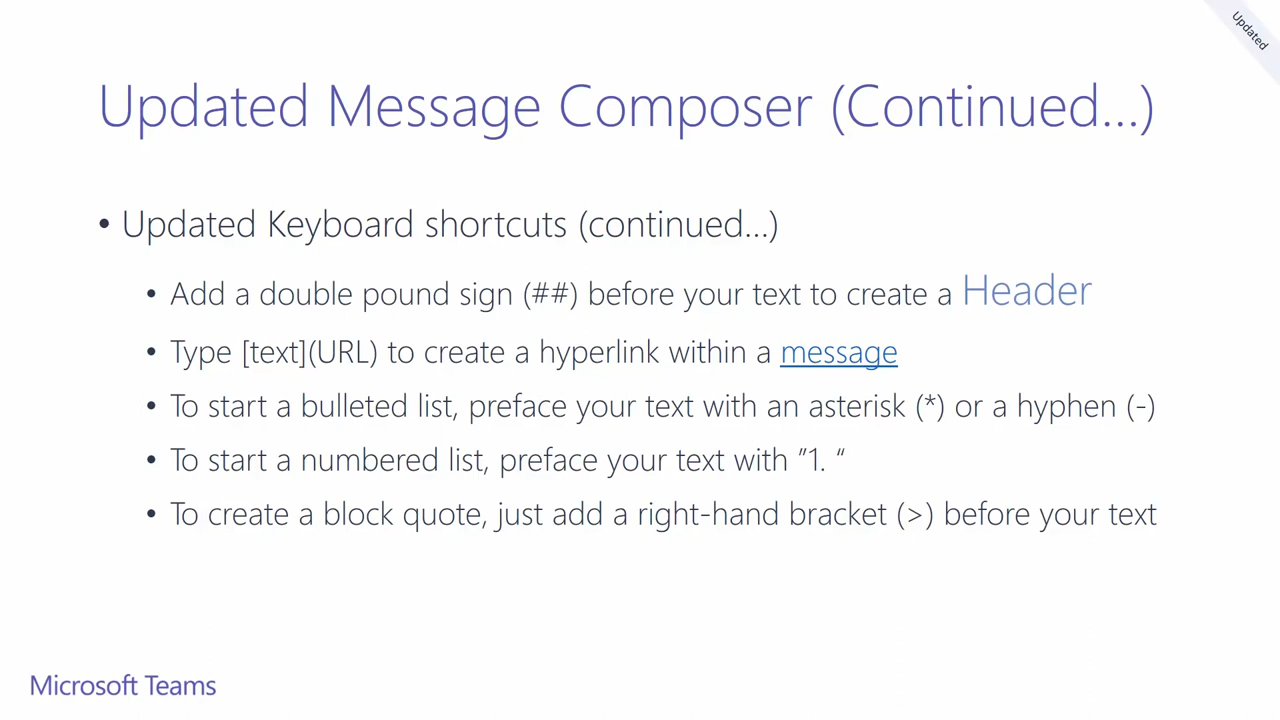 Updated
Updated Message Composer (Continued...)
• Updated Keyboard shortcuts (continued...)
• Add a double pound sign (##) before your text to create a Header
• Type [text](URL) to create a hyperlink within a message
• To start a bulleted list, preface your text with an asterisk (*) or a hyphen (-)
• To start a numbered list, preface your text with ”1. “
• To create a block quote, just add a right-hand bracket (>) before your text
Microsoft Teams